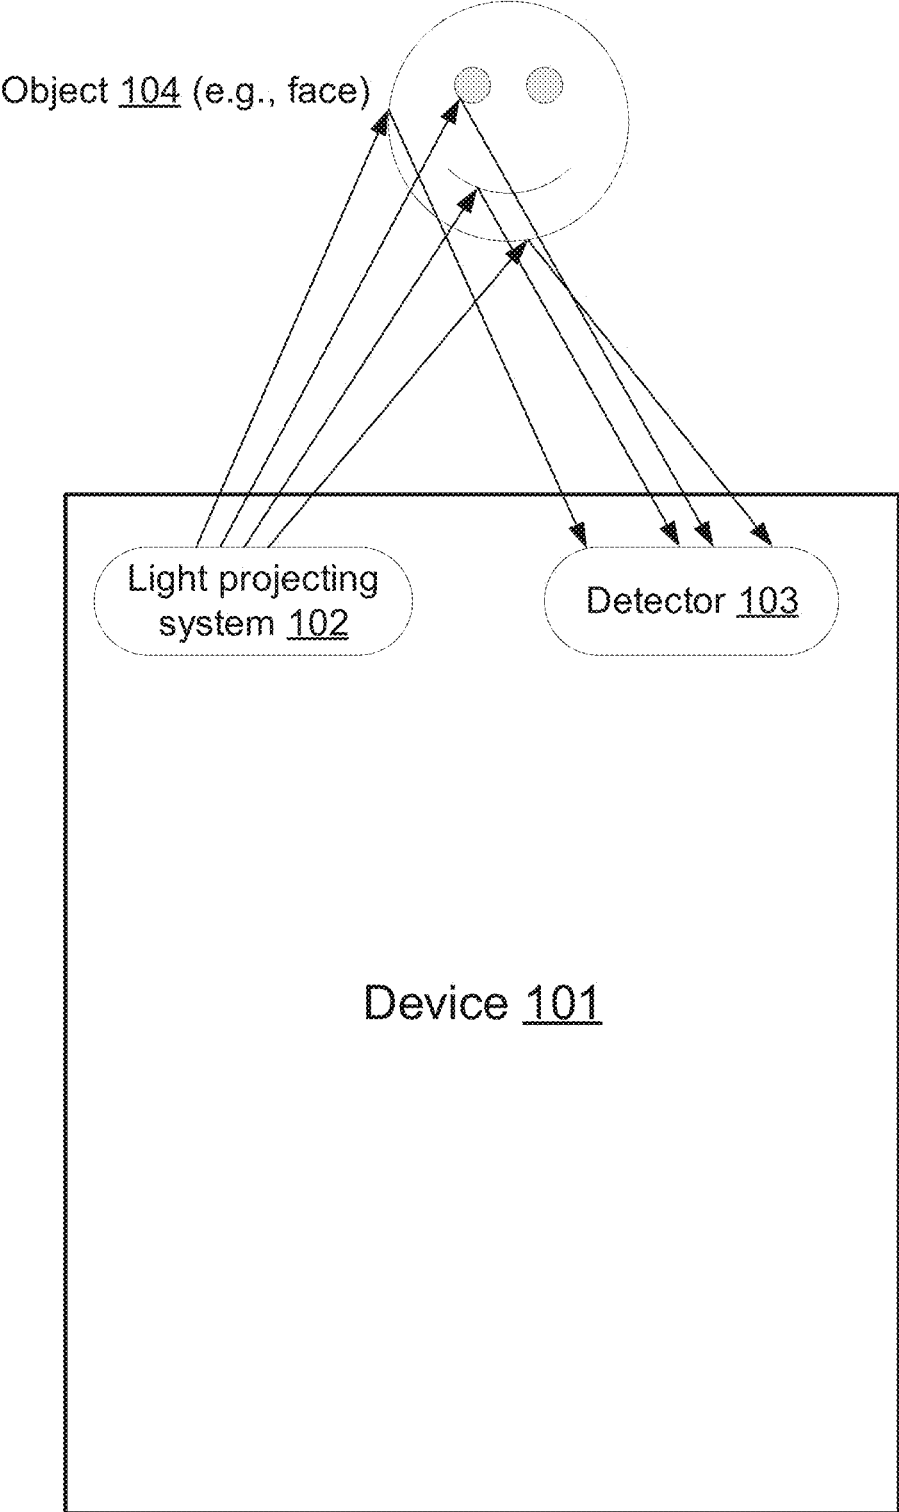 Object 104 (e.g., face)
Light projecting
system 102
Detector 103
Device 101